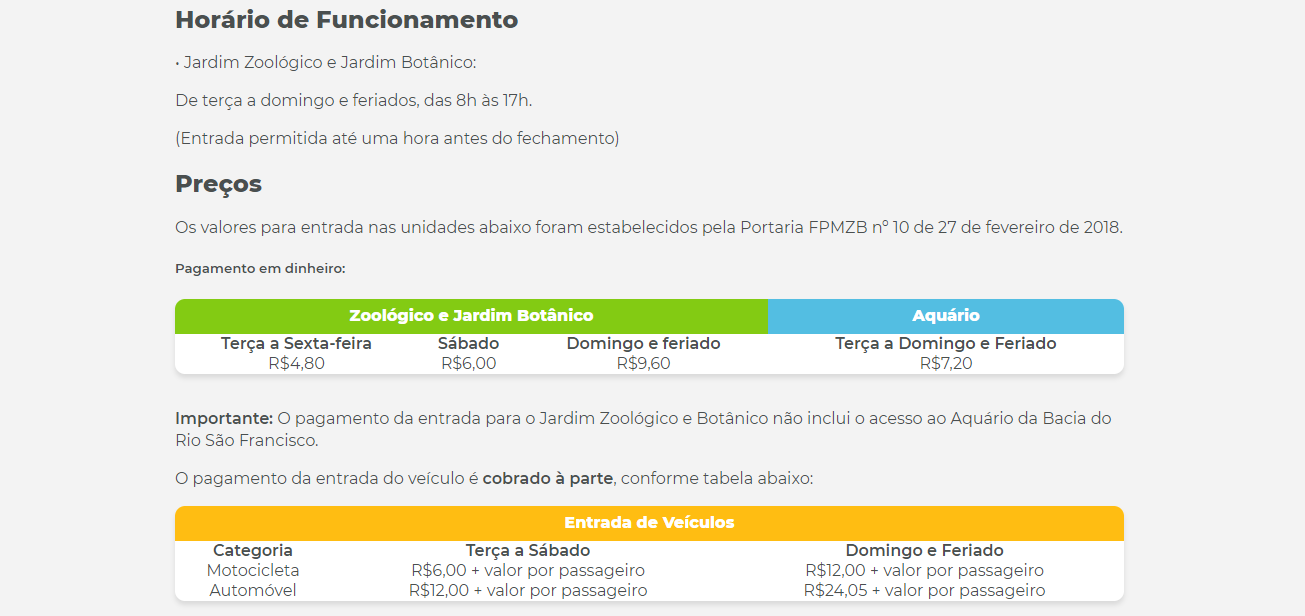 Horário de Funcionamento
• Jardim Zoológico e Jardim Botânico:
De terça a domingo e feriados, das 8h às 17h.
(Entrada permitida até uma hora antes do fechamento)
Preços
Os valores para entrada nas unidades abaixo foram estabelecidos pela Portaria FPMZB nº 10 de 27 de fevereiro de 2018.
Pagamento em dinheiro:
Zoológico e Jardim Botânico Aquário
Terça a Sexta-feira Sábado Domingo e feriado Terça a Domingo e Feriado
R$4,80 R$6,00 R$9,60 R$7,20
Importante: O pagamento da entrada para o Jardim Zoológico e Botânico não inclui o acesso ao Aquário da Bacia do
Rio São Francisco.
O pagamento da entrada do veículo é cobrado à parte, conforme tabela abaixo:
Entrada de Veículos
Categoria Terça a Sábado Domingo e Feriado
Motocicleta R$6,00 + valor por passageiro R$12,00 + valor por passageiro
Automóvel R$12,00 + valor por passageiro R$24,05 + valor por passageiro